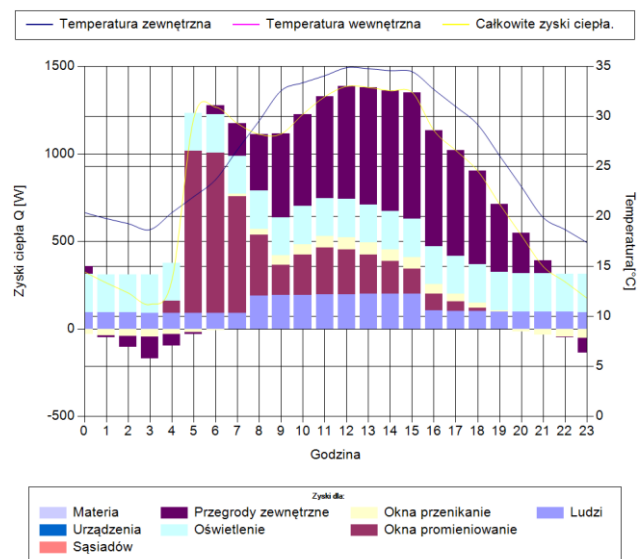 Temperatura zewnętrzna Temperatura wewnętrzna Całkowite zyski ciepła.
1500
1000
500
0
-500
Zyski ciepła Q [W]
35
30
25
20
15
10
5
0
Temperatura[°C]
0 1 2 3 4 5 6 7 8 9 10 11 12 13 14 15 16 17 18 19 20 21 22 23
Godzina
Zyski dla:
Materia Przegrody zewnętrzne Okna przenikanie Ludzi
Urządzenia Oświetlenie Okna promieniowanie
Sąsiadów